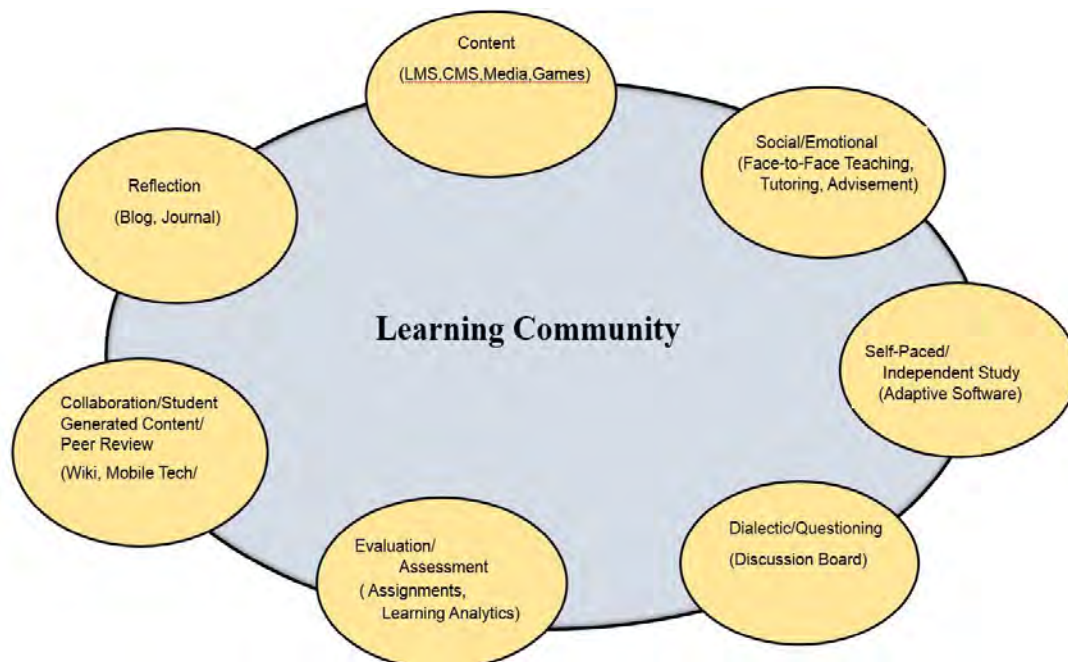 Content
(LMS,CMS,Media,Games)
Social/Emotional
(Face-to-Face Teaching,
Tutoring, Advisement)
Reflection
(Blog, Journal)
Learning Community
Self-Paced/
Independent Study
(Adaptive Software)
Collaboration/Student
Generated Content/
Peer Review
(Wiki, Mobile Tech/
Dialectic/Questioning
(Discussion Board)
Evaluation/
Assessment
( Assignments,
Learning Analytics)